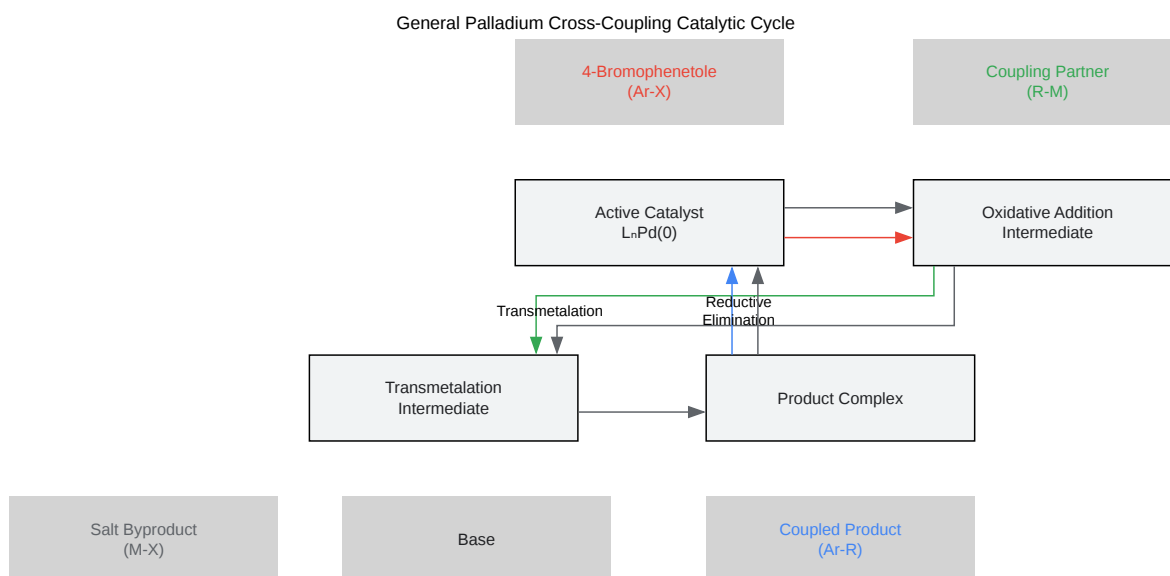 General Palladium Cross-Coupling Catalytic Cycle
4-Bromophenetole
(Ar-X)
Coupling Partner
(R-M)
Active Catalyst
LₙPd(0)
Oxidative Addition
Intermediate
Transmetalation
Reductive
Elimination
Transmetalation
Intermediate
Product Complex
Salt Byproduct
(M-X)
Base
Coupled Product
(Ar-R)